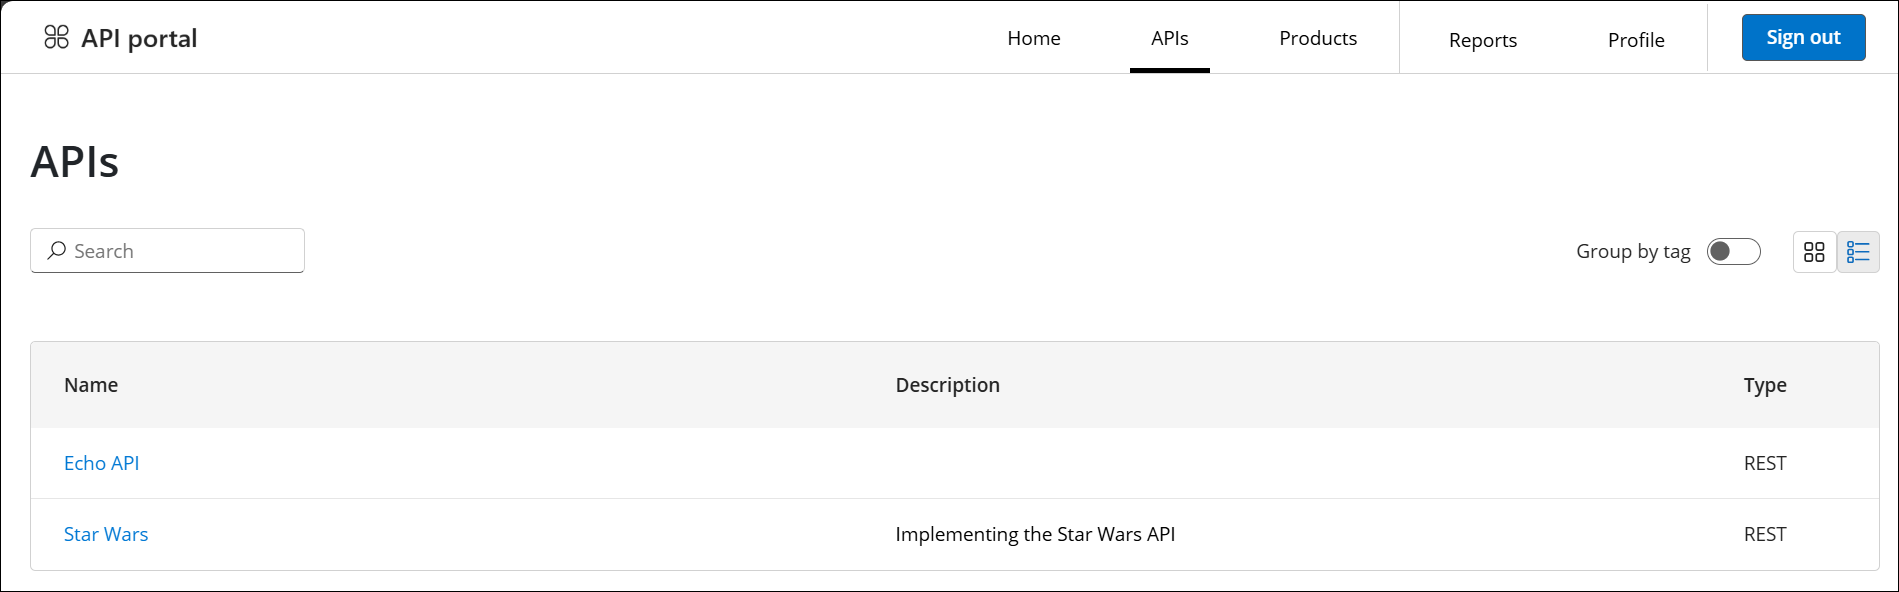 API portal
Home APIs Products Reports Profile Sign out
APIs
Search Group by tag
Name Description Type
Echo API REST
Star Wars Implementing the Star Wars API REST